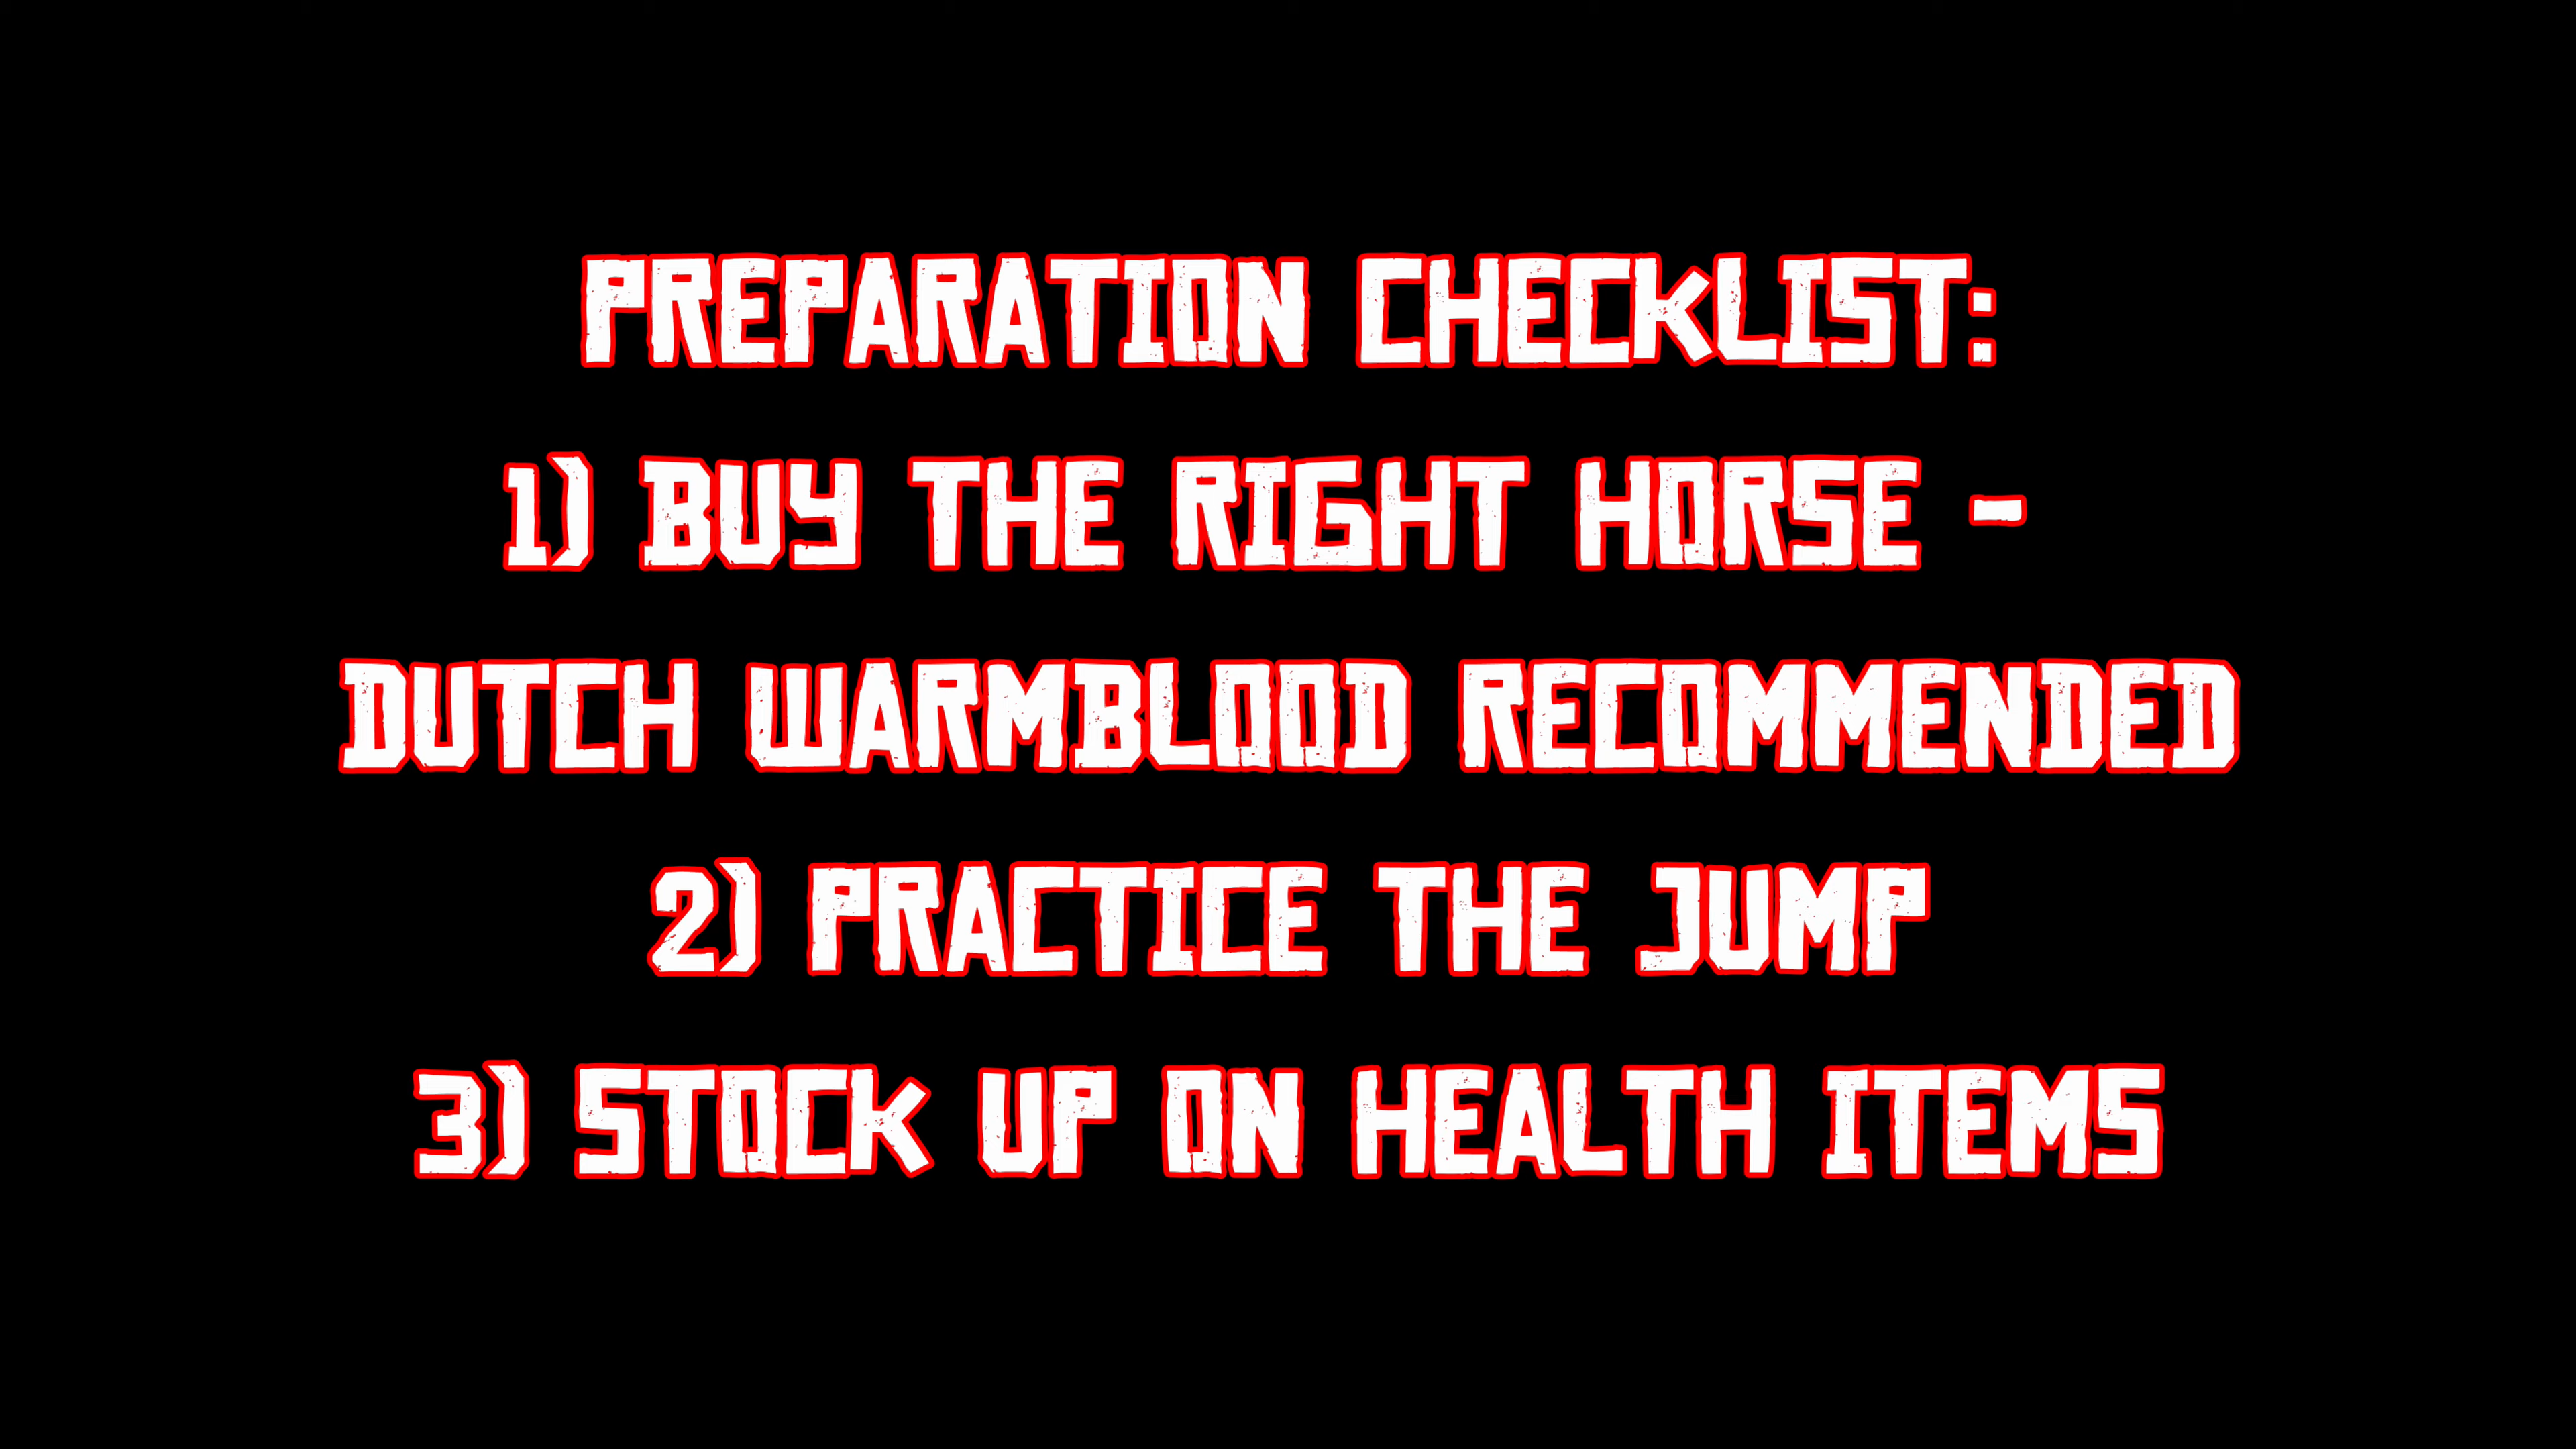 PREPARATION CHECKLIST:
1) BUY THE RIGHT HORSE -
DUTCH WARMBLOOD RECOMMENDED
2) PRACTICE THE JUMP
3) STOCK UP ON HEALTH ITEMS